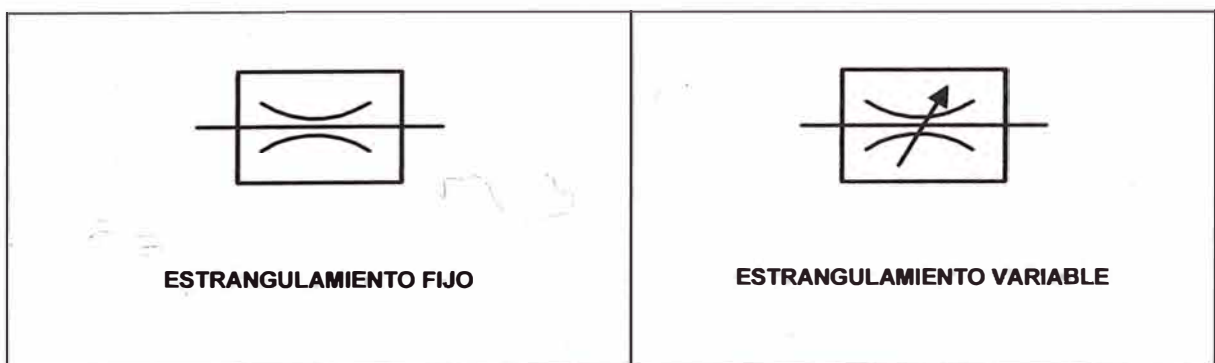 ESTRANGULAMIENTO FIJO
ESTRANGULAMIENTO VARIABLE